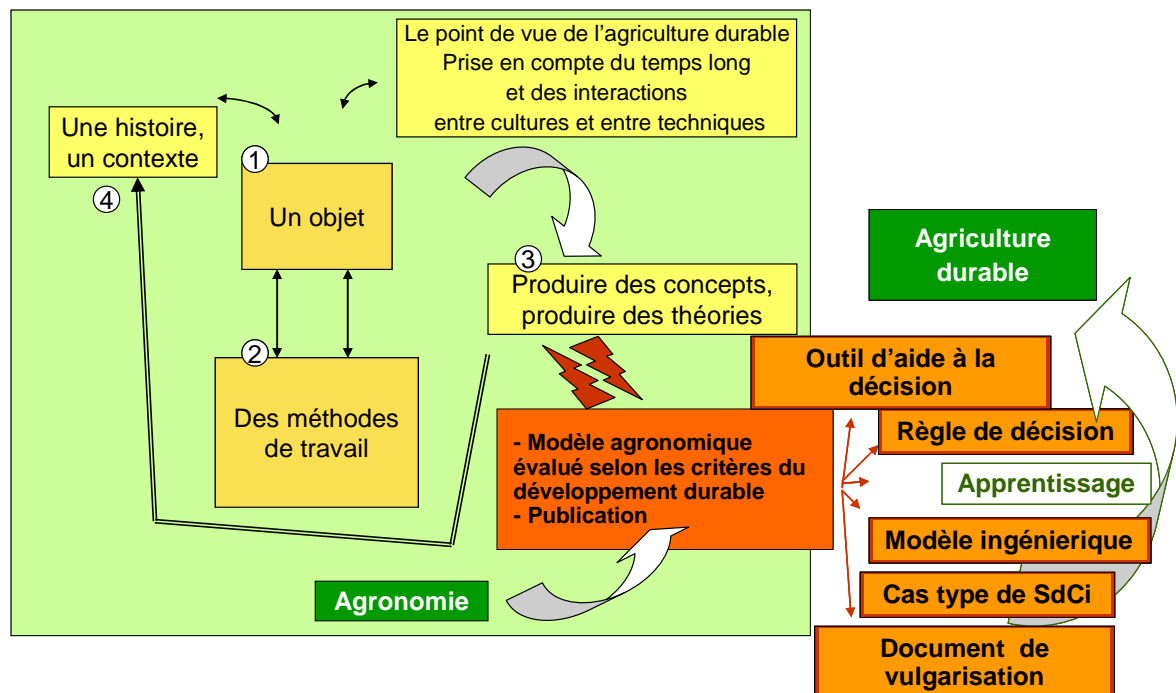 Le point de vue de l'agriculture durable
Prise en compte du temps long
et des interactions
entre cultures et entre techniques
Une histoire,
un contexte
4
1
Un objet
2
Des méthodes
de travail
3
Produire des concepts,
produire des théories
- Modèle agronomique
évalué selon les critères du
développement durable
- Publication
Agronomie
Agriculture
durable
Outil d'aide à la
décision
Règle de décision
Apprentissage
Modèle ingénierique
Cas type de SdCi
Document de
vulgarisation